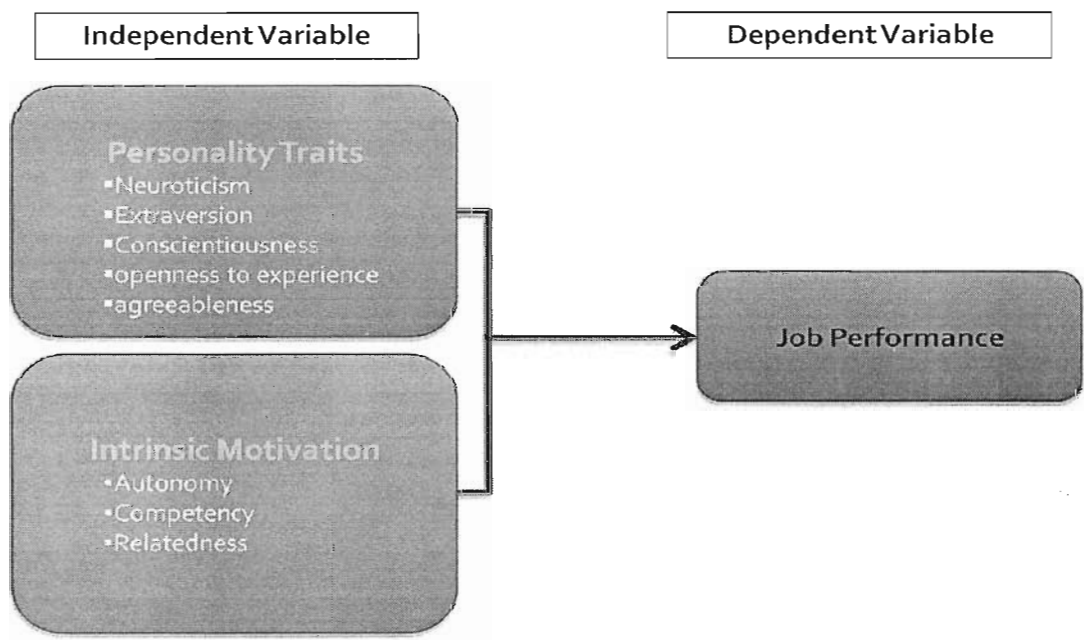 Independent Variable
Dependent Variable
Personality Traits
▪Neuroticism
▪Extraversion
▪Conscientiousness
▪openness to experience
▪agreeableness
Job Performance
Intrinsic Motivation
▪Autonomy
▪Competency
▪Relatedness